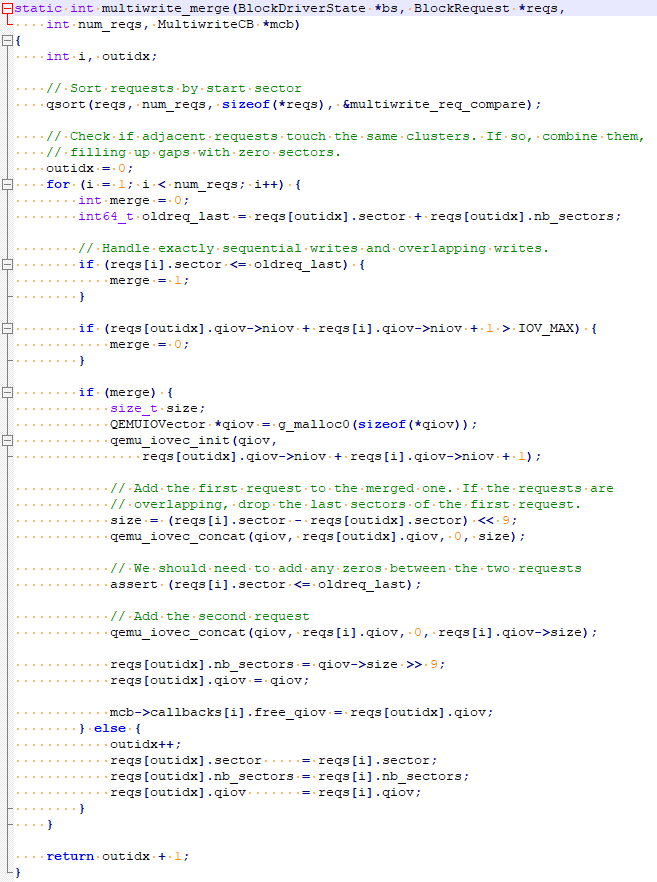 static int multiwrite_merge(BlockDriverState *bs, BlockRequest *reqs,
    int num_reqs, MultiwriteCB *mcb)
{
    int i, outidx;

    // Sort requests by start sector
    qsort(reqs, num_reqs, sizeof(*reqs), &multiwrite_req_compare);

    // Check if adjacent requests touch the same clusters. If so, combine them,
    // filling up gaps with zero sectors.
    outidx = 0;
    for (i = 1; i < num_reqs; i++) {
        int merge = 0;
        int64_t oldreq_last = reqs[outidx].sector + reqs[outidx].nb_sectors;

        // Handle exactly sequential writes and overlapping writes.
        if (reqs[i].sector <= oldreq_last) {
            merge = 1;
        }

        if (reqs[outidx].qiov->niov + reqs[i].qiov->niov + 1 > IOV_MAX) {
            merge = 0;
        }

        if (merge) {
            size_t size;
            QEMUIOVector *qiov = g_malloc0(sizeof(*qiov));
            qemu_iovec_init(qiov,
                reqs[outidx].qiov->niov + reqs[i].qiov->niov + 1);

            // Add the first request to the merged one. If the requests are
            // overlapping, drop the last sectors of the first request.
            size = (reqs[i].sector - reqs[outidx].sector) << 9;
            qemu_iovec_concat(qiov, reqs[outidx].qiov, 0, size);

            // We should need to add any zeros between the two requests
            assert (reqs[i].sector <= oldreq_last);

            // Add the second request
            qemu_iovec_concat(qiov, reqs[i].qiov, 0, reqs[i].qiov->size);

            reqs[outidx].nb_sectors = qiov->size >> 9;
            reqs[outidx].qiov = qiov;

            mcb->callbacks[i].free_qiov = reqs[outidx].qiov;
        } else {
            outidx++;
            reqs[outidx].sector     = reqs[i].sector;
            reqs[outidx].nb_sectors = reqs[i].nb_sectors;
            reqs[outidx].qiov       = reqs[i].qiov;
        }
    }

    return outidx + 1;
}